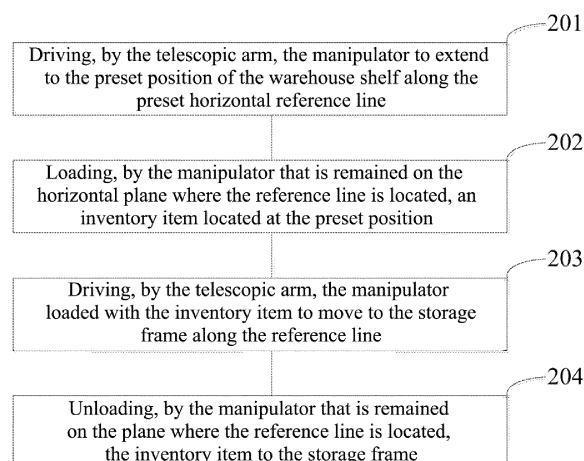 201
Driving, by the telescopic arm, the manipulator to extend
to the preset position of the warehouse shelf along the
preset horizontal reference line
202
Loading, by the manipulator that is remained on the
horizontal plane where the reference line is located, an
inventory item located at the preset position
203
Driving, by the telescopic arm, the manipulator
loaded with the inventory item to move to the storage
frame along the reference line
204
Unloading, by the manipulator that is remained
on the plane where the reference line is located,
the inventory item to the storage frame